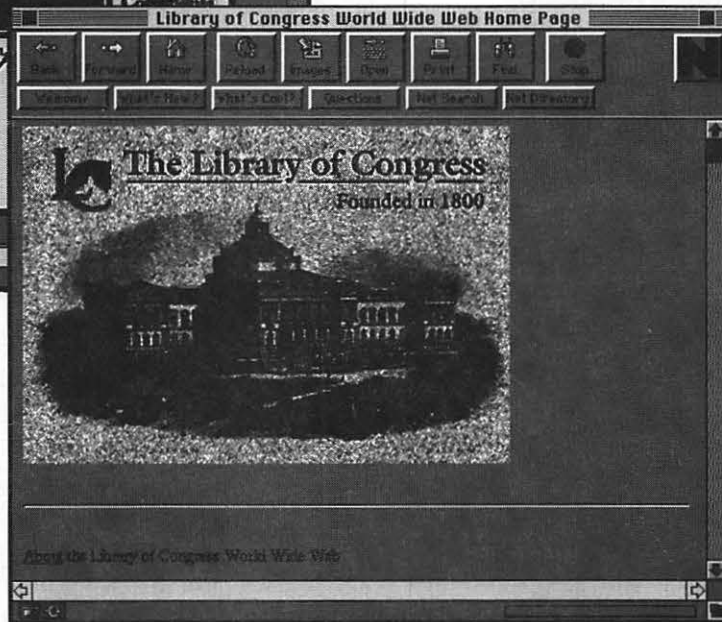 Library of Congress World Wide Web Home Page
Back Forward Home Reload Images Open Print Find Stop
N
Welcome What's New? What's Cool? Questions Net Search Net Directory
LC
The Library of Congress
Founded in 1800
About the Library of Congress World Wide Web